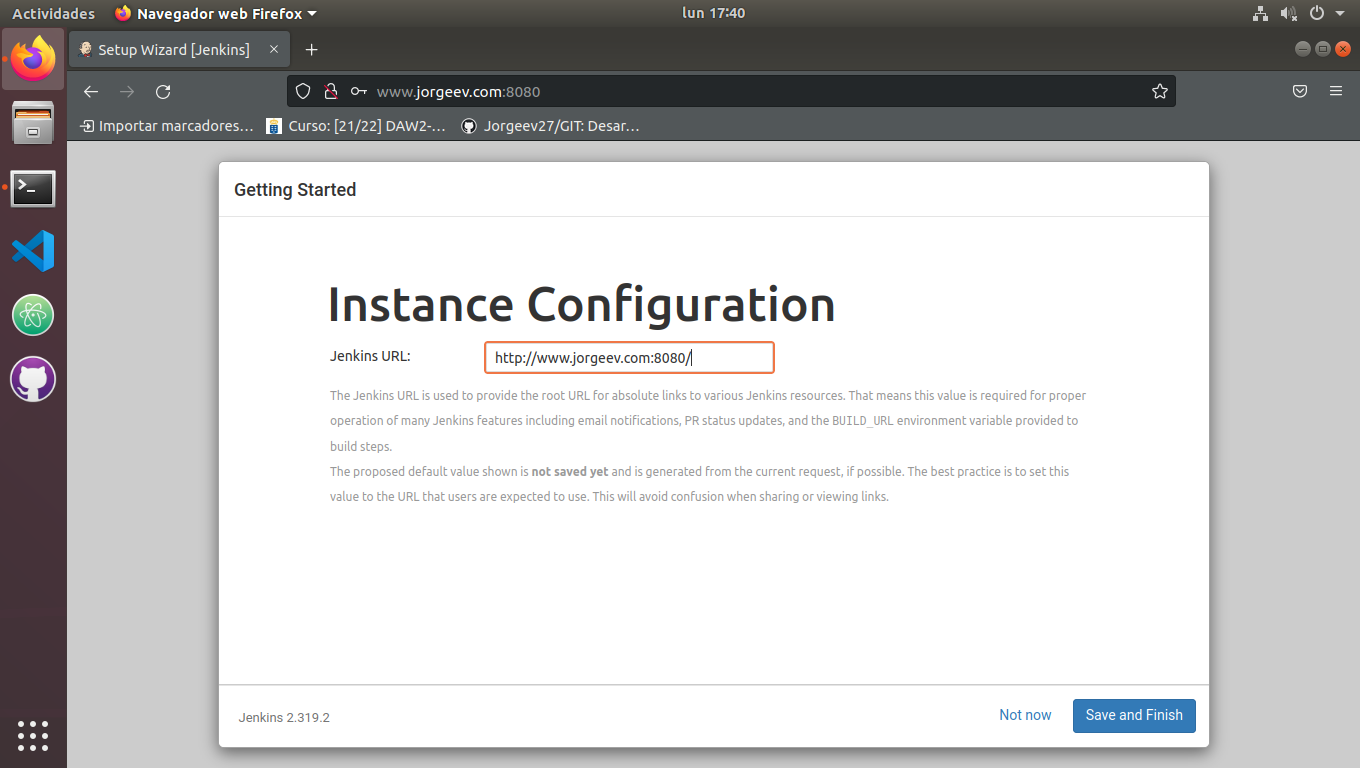 Actividades Navegador web Firefox lun 17:40
Setup Wizard [Jenkins]
www.jorgeev.com:8080
Importar marcadores… Curso: [21/22] DAW2-… Jorgeev27/GIT: Desar…
Getting Started
Instance Configuration
Jenkins URL: http://www.jorgeev.com:8080/
The Jenkins URL is used to provide the root URL for absolute links to various Jenkins resources. That means this value is required for proper
operation of many Jenkins features including email notifications, PR status updates, and the BUILD_URL environment variable provided to
build steps.
The proposed default value shown is not saved yet and is generated from the current request, if possible. The best practice is to set this
value to the URL that users are expected to use. This will avoid confusion when sharing or viewing links.
Jenkins 2.319.2 Not now Save and Finish